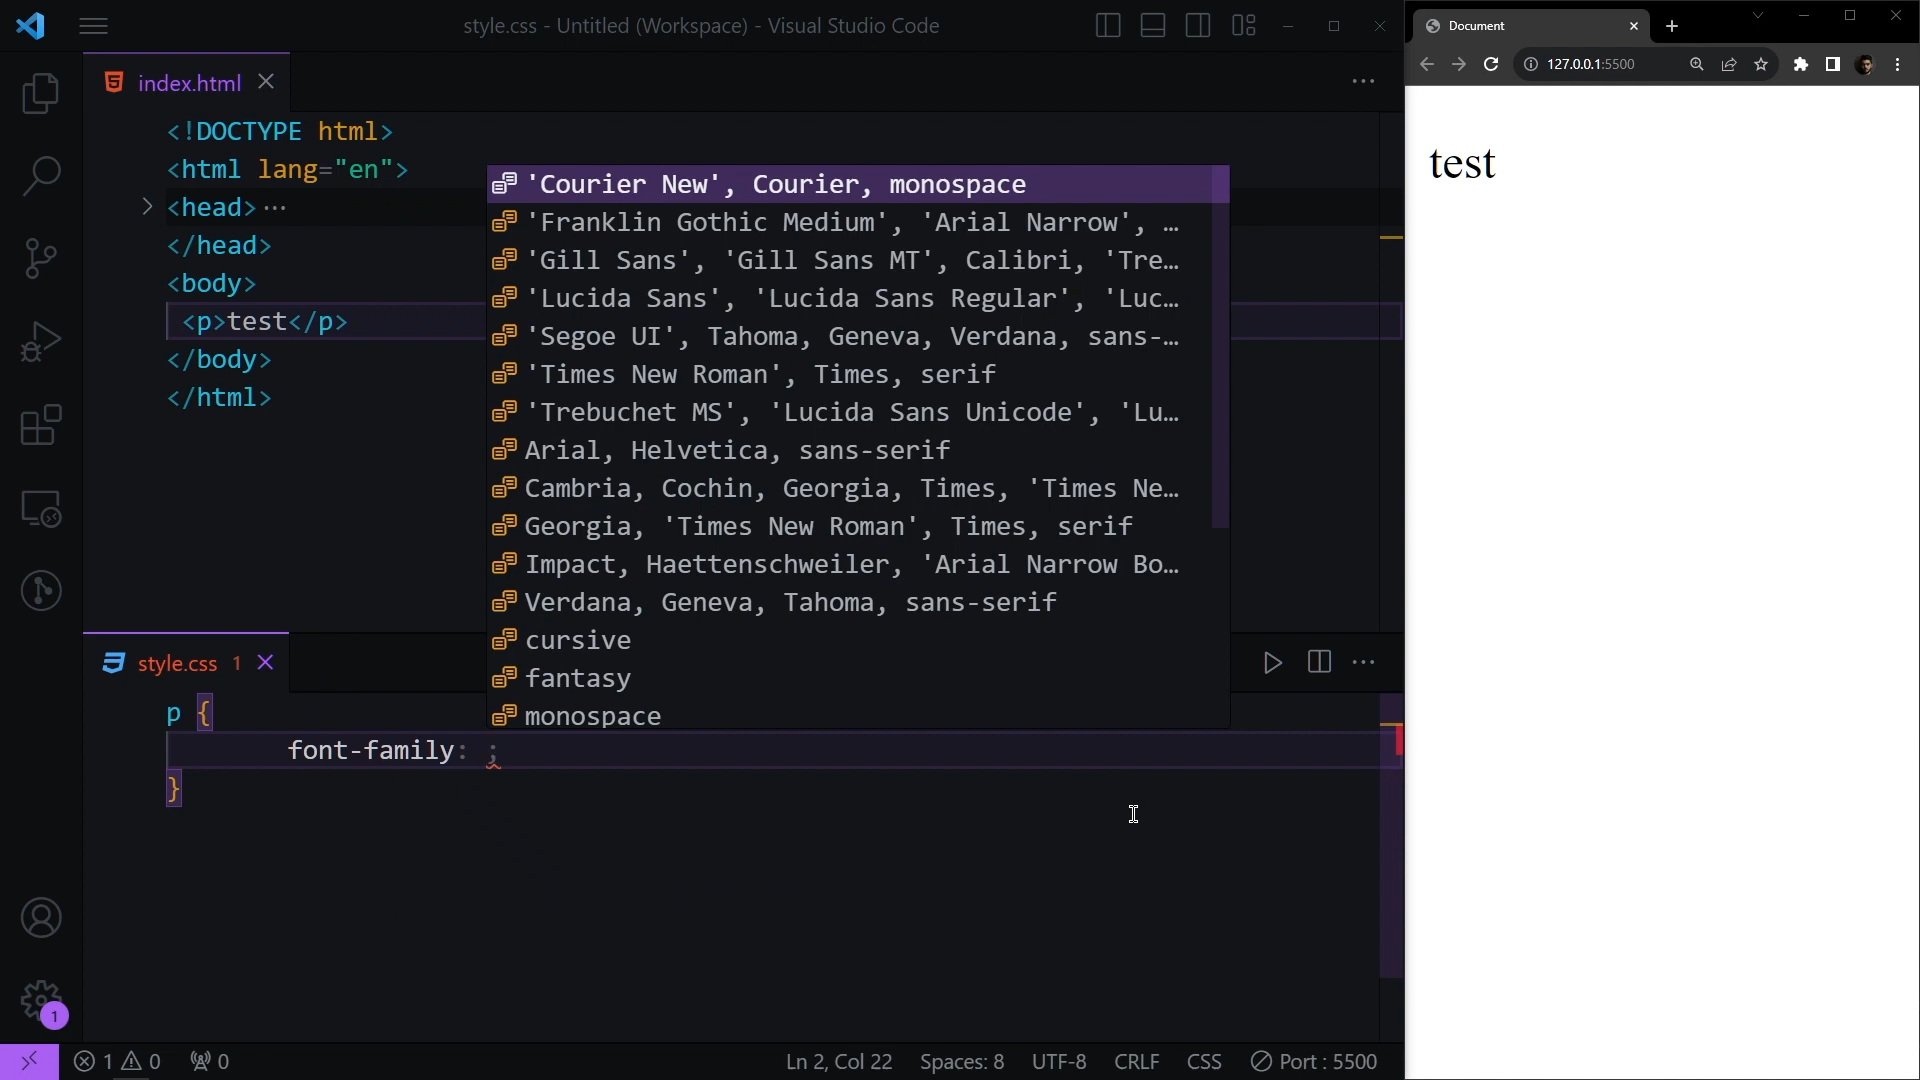 style.css - Untitled (Workspace) - Visual Studio Code
Document
127.0.0.1:5500
index.html
<!DOCTYPE html>
<html lang="en">
<head>…
</head>
<body>
<p>test</p>
</body>
</html>
'Courier New', Courier, monospace
'Franklin Gothic Medium', 'Arial Narrow', …
'Gill Sans', 'Gill Sans MT', Calibri, 'Tre…
'Lucida Sans', 'Lucida Sans Regular', 'Luc…
'Segoe UI', Tahoma, Geneva, Verdana, sans-…
'Times New Roman', Times, serif
'Trebuchet MS', 'Lucida Sans Unicode', 'Lu…
Arial, Helvetica, sans-serif
Cambria, Cochin, Georgia, Times, 'Times Ne…
Georgia, 'Times New Roman', Times, serif
Impact, Haettenschweiler, 'Arial Narrow Bo…
Verdana, Geneva, Tahoma, sans-serif
cursive
fantasy
monospace
style.css 1
p {
font-family: ;
}
1
1 0 0
Ln 2, Col 22 Spaces: 8 UTF-8 CRLF CSS Port : 5500
test